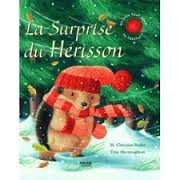 La Surprise
du Hérisson
M. Christina Butler
Tina Macnaughton